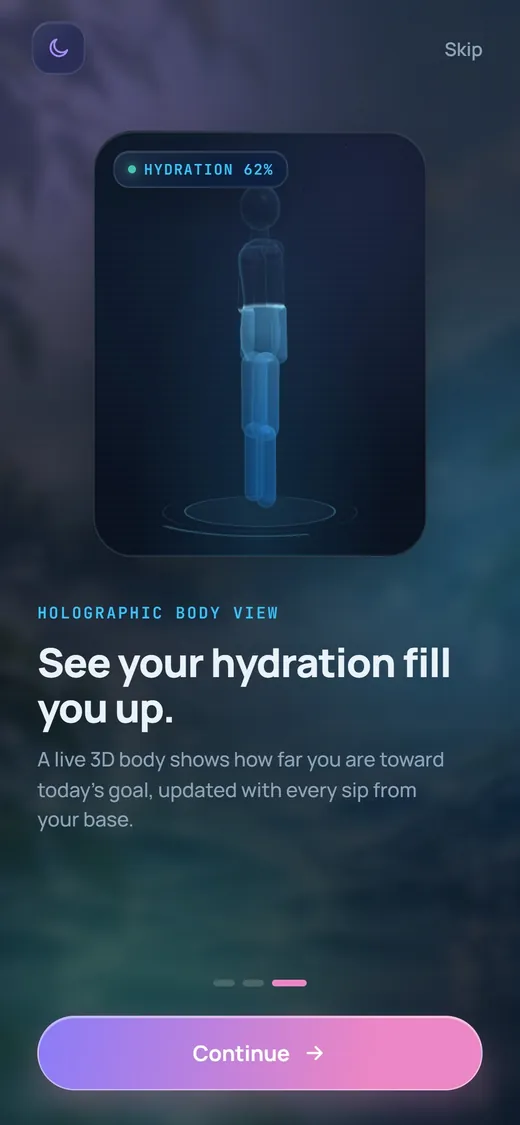 Skip
HYDRATION 62%
HOLOGRAPHIC BODY VIEW
See your hydration fill
you up.
A live 3D body shows how far you are toward
today's goal, updated with every sip from
your base.
Continue →